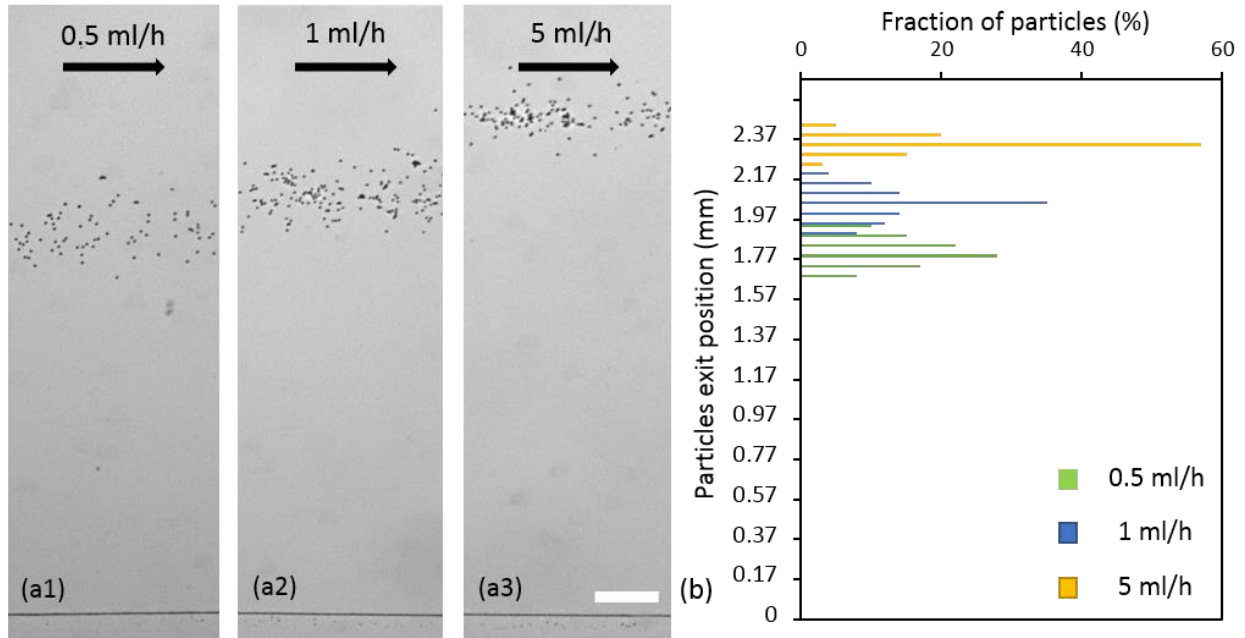 0.5 ml/h
(a1)
1 ml/h
(a2)
5 ml/h
(a3)
(b)
Fraction of particles (%)
0 20 40 60
Particles exit position (mm)
2.37
2.17
1.97
1.77
1.57
1.37
1.17
0.97
0.77
0.57
0.37
0.17
0
0.5 ml/h
1 ml/h
5 ml/h